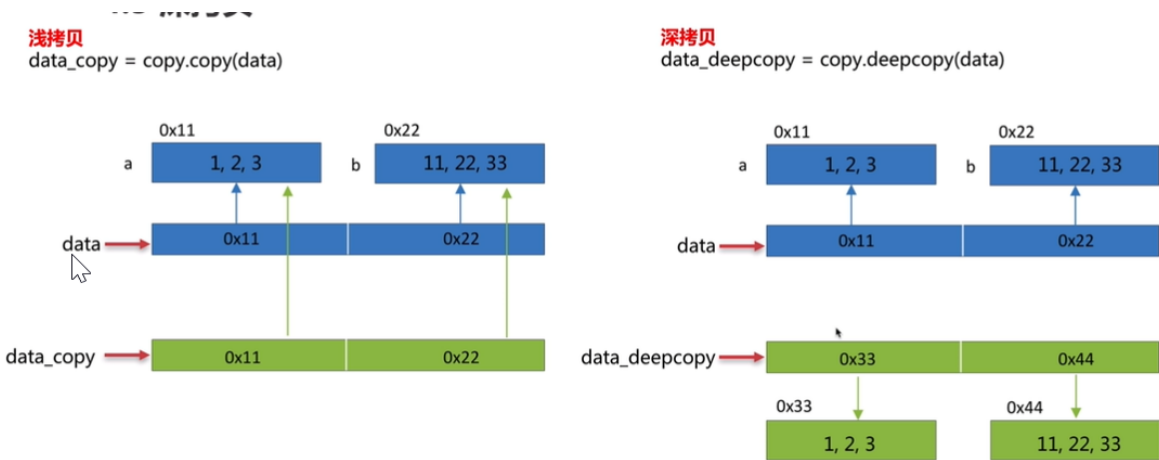 浅拷贝
data_copy = copy.copy(data)
0x11
0x22
a
1, 2, 3
b
11, 22, 33
data
0x11
0x22
data_copy
0x11
0x22
深拷贝
data_deepcopy = copy.deepcopy(data)
0x11
0x22
a
1, 2, 3
b
11, 22, 33
data
0x11
0x22
data_deepcopy
0x33
0x44
0x33
0x44
1, 2, 3
11, 22, 33